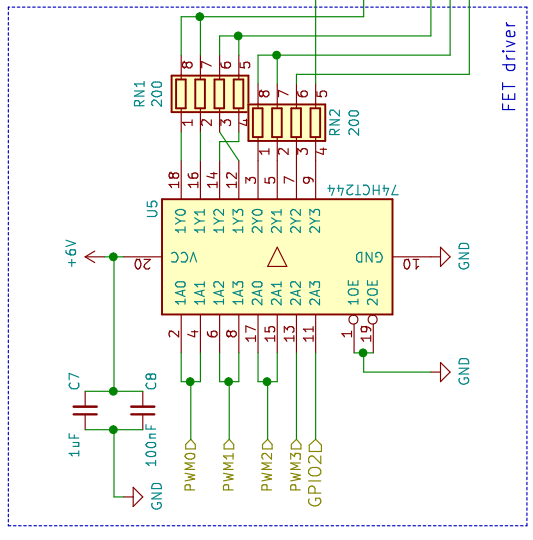 FET driver
8 7 6 5
RN1
200
1 2 3 4
8 7 6 5
RN2
200
1 2 3 4
18 16 14 12 3 5 7 9
74HCT244
U5
1Y0 1Y1 1Y2 1Y3 2Y0 2Y1 2Y2 2Y3
+6V
20
VCC
GND
10
GND
1A0 1A1 1A2 1A3 2A0 2A1 2A2 2A3 1OE 2OE
2 4 6 8 17 15 13 11 1 19
GND
C7
1uF
C8
100nF
PWM0
PWM1
PWM2
PWM3
GPIO2
GND